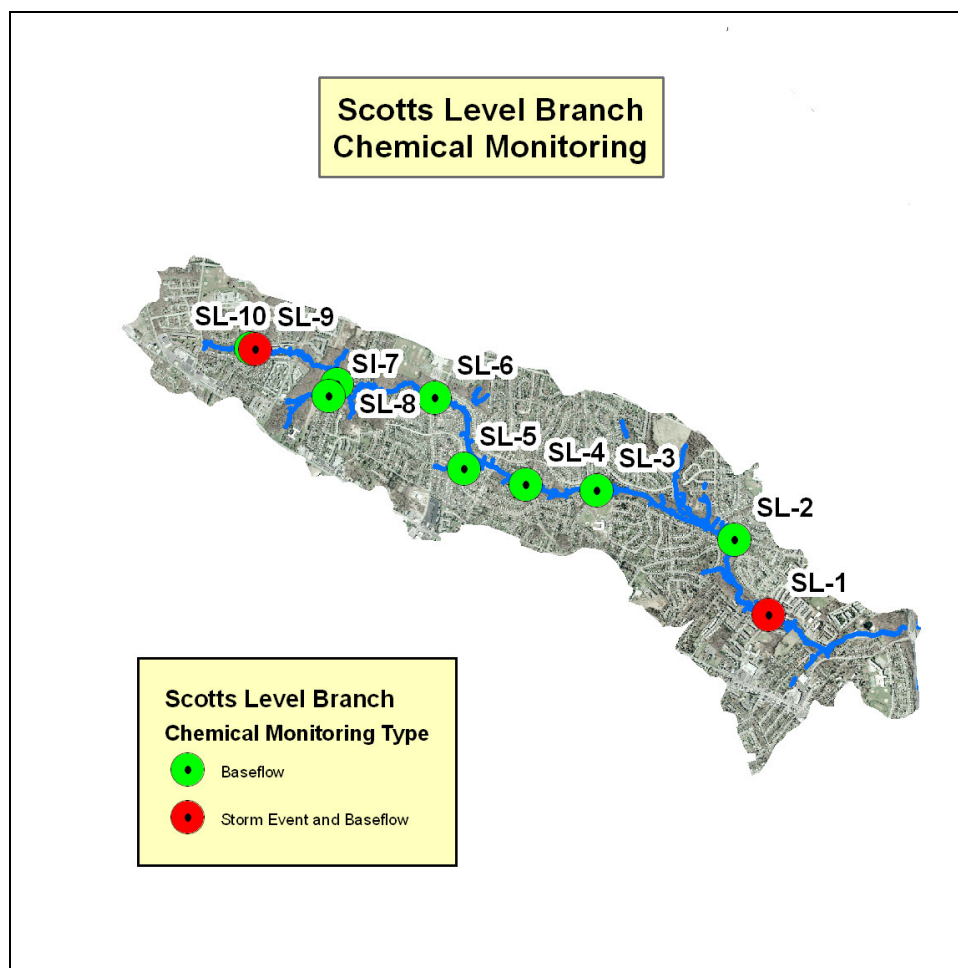 Scotts Level Branch
Chemical Monitoring
SL-10
SL-9
SI-7
SL-8
SL-6
SL-5
SL-4
SL-3
SL-2
SL-1
Scotts Level Branch
Chemical Monitoring Type
Baseflow
Storm Event and Baseflow